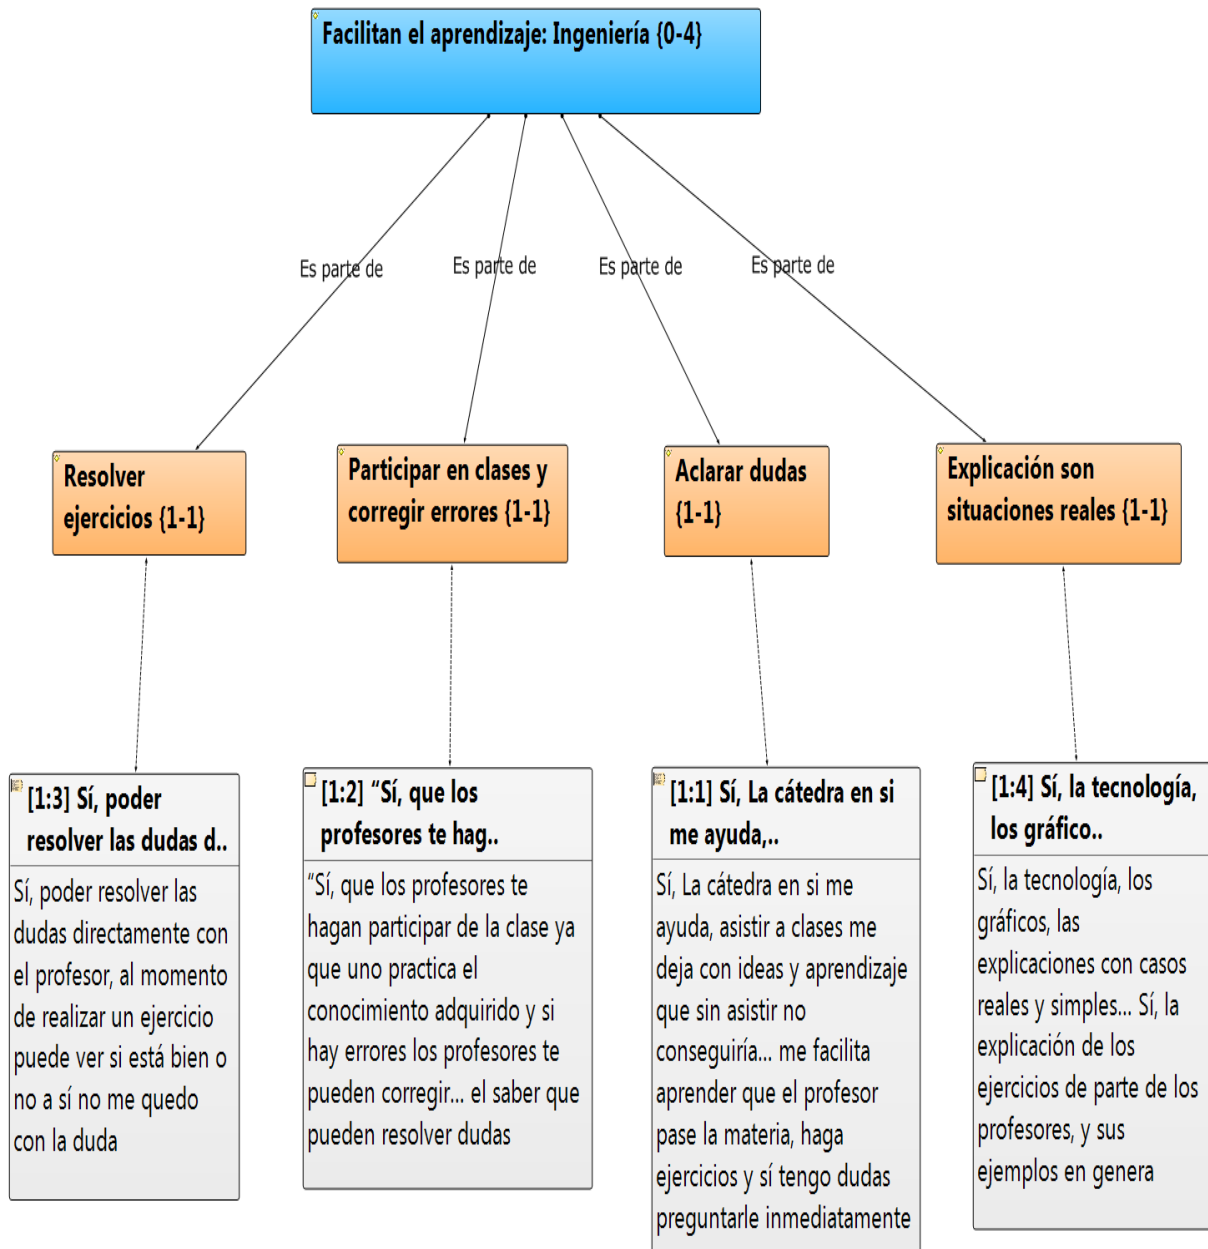 Facilitan el aprendizaje: Ingeniería {0-4}
Es parte de
Es parte de
Es parte de
Es parte de
Resolver
ejercicios {1-1}
Participar en clases y
corregir errores {1-1}
Aclarar dudas
{1-1}
Explicación son
situaciones reales {1-1}
[1:3] Sí, poder
resolver las dudas d..
Sí, poder resolver las
dudas directamente con
el profesor, al momento
de realizar un ejercicio
puede ver si está bien o
no a sí no me quedo
con la duda
[1:2] “Sí, que los
profesores te hag..
“Sí, que los profesores te
hagan participar de la clase ya
que uno practica el
conocimiento adquirido y si
hay errores los profesores te
pueden corregir... el saber que
pueden resolver dudas
[1:1] Sí, La cátedra en si
me ayuda,..
Sí, La cátedra en si me
ayuda, asistir a clases me
deja con ideas y aprendizaje
que sin asistir no
conseguiría... me facilita
aprender que el profesor
pase la materia, haga
ejercicios y sí tengo dudas
preguntarle inmediatamente
[1:4] Sí, la tecnología,
los gráfico..
Sí, la tecnología, los
gráficos, las
explicaciones con casos
reales y simples... Sí, la
explicación de los
ejercicios de parte de los
profesores, y sus
ejemplos en genera